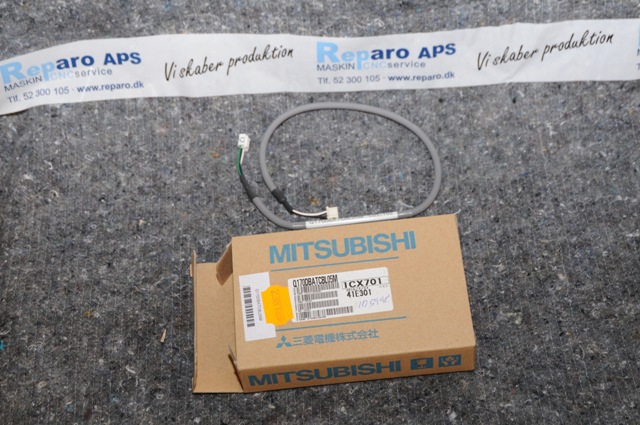 Reparo APS
MASKIN CNC service
Tlf. 52 300 105 - www.reparo.dk
Vi skaber produktion
Reparo APS
MASKIN CNC service
Tlf. 52 300 105 - www.reparo.dk
Vi skaber produktion
MITSUBISHI
Q170DBATCBL05M
1CX701
41E301
三菱電機株式会社
MITSUBISHI